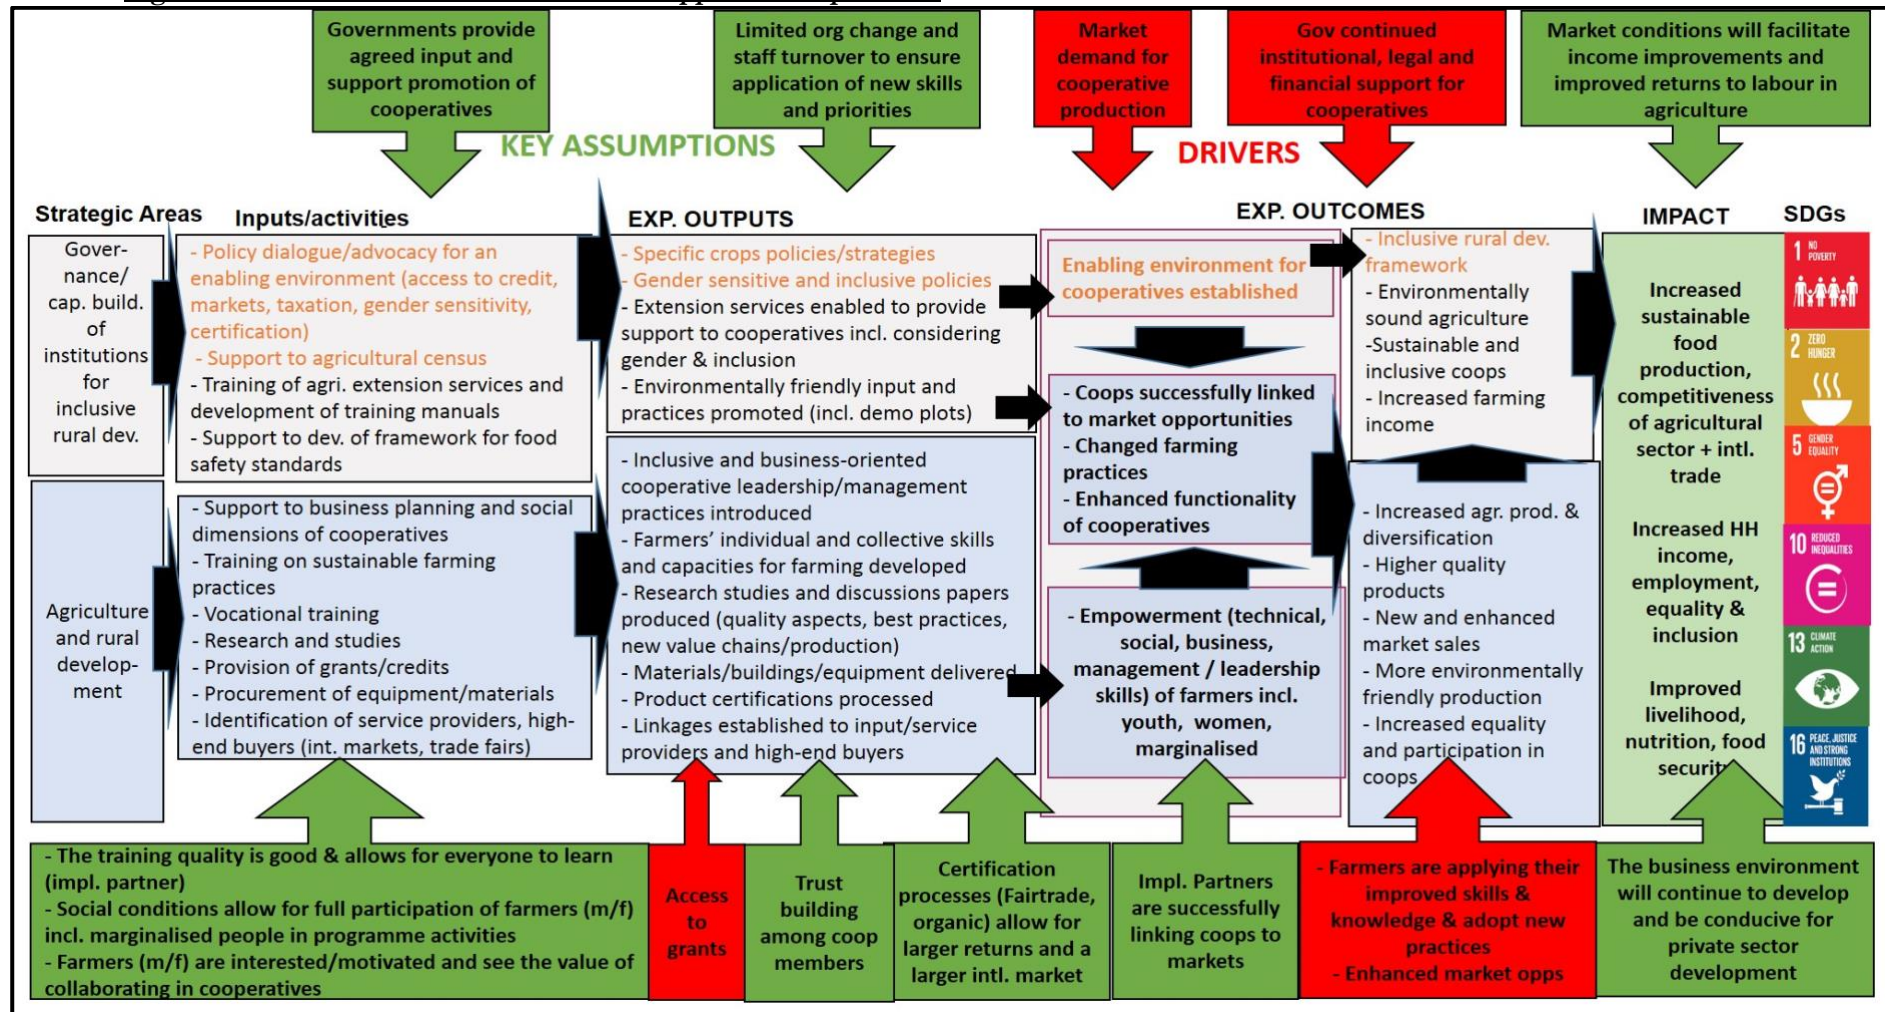 Governments provide
agreed input and
support promotion of
cooperatives
Limited org change and
staff turnover to ensure
application of new skills
and priorities
Market
demand for
cooperative
production
Gov continued
institutional, legal and
financial support for
cooperatives
Market conditions will facilitate
income improvements and
improved returns to labour in
agriculture
KEY ASSUMPTIONS
DRIVERS
Strategic Areas
Inputs/activities
EXP. OUTPUTS
EXP. OUTCOMES
IMPACT
SDGs
Gover-
nance/
cap. build.
of
institutions
for
inclusive
rural dev.
- Policy dialogue/advocacy for an
enabling environment (access to credit,
markets, taxation, gender sensitivity,
certification)
- Support to agricultural census
- Training of agri. extension services and
development of training manuals
- Support to dev. of framework for food
safety standards
- Specific crops policies/strategies
- Gender sensitive and inclusive policies
- Extension services enabled to provide
support to cooperatives incl. considering
gender & inclusion
- Environmentally friendly input and
practices promoted (incl. demo plots)
Enabling environment for
cooperatives established
- Coops successfully linked
to market opportunities
- Changed farming
practices
- Enhanced functionality
of cooperatives
- Inclusive rural dev.
framework
- Environmentally
sound agriculture
-Sustainable and
inclusive coops
- Increased farming
income
Agriculture
and rural
develop-
ment
- Support to business planning and social
dimensions of cooperatives
- Training on sustainable farming
practices
- Vocational training
- Research and studies
- Provision of grants/credits
- Procurement of equipment/materials
- Identification of service providers, high-
end buyers (int. markets, trade fairs)
- Inclusive and business-oriented
cooperative leadership/management
practices introduced
- Farmers' individual and collective skills
and capacities for farming developed
- Research studies and discussions papers
produced (quality aspects, best practices,
new value chains/production)
- Materials/buildings/equipment delivered
- Product certifications processed
- Linkages established to input/service
providers and high-end buyers
- Empowerment (technical,
social, business,
management / leadership
skills) of farmers incl.
youth, women,
marginalised
- Increased agr. prod. &
diversification
- Higher quality
products
- New and enhanced
market sales
- More environmentally
friendly production
- Increased equality
and participation in
coops
Increased
sustainable
food
production,
competitiveness
of agricultural
sector + intl.
trade
Increased HH
income,
employment,
equality &
inclusion
Improved
livelihood,
nutrition, food
security
1 NO
POVERTY
2 ZERO
HUNGER
5 GENDER
EQUALITY
10 REDUCED
INEQUALITIES
13 CLIMATE
ACTION
16 PEACE, JUSTICE
AND STRONG
INSTITUTIONS
- The training quality is good & allows for everyone to learn
(impl. partner)
- Social conditions allow for full participation of farmers (m/f)
incl. marginalised people in programme activities
- Farmers (m/f) are interested/motivated and see the value of
collaborating in cooperatives
Access
to
grants
Trust
building
among coop
members
Certification
processes (Fairtrade,
organic) allow for
larger returns and a
larger intl. market
Impl. Partners
are successfully
linking coops to
markets
- Farmers are applying their
improved skills &
knowledge & adopt new
practices
- Enhanced market opps
The business environment
will continue to develop
and be conducive for
private sector
development